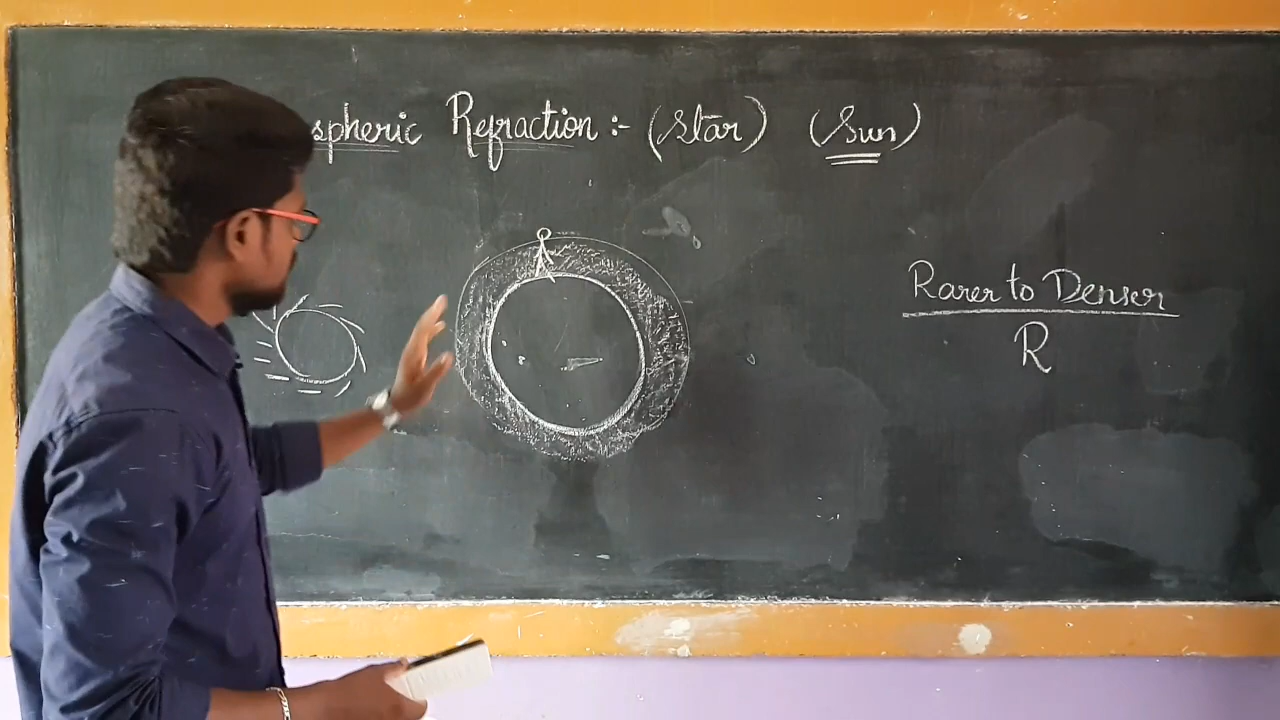 spheric Refraction :- (Star) (Sun)
Rarer to Denser
R